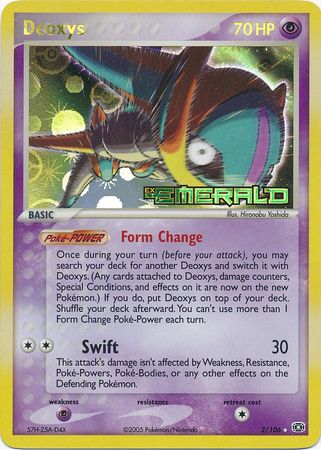 Deoxys
70 HP
EX
EMERALD
BASIC
Illus. Hironobu Yoshida
Poké-POWER Form Change
Once during your turn (before your attack), you may
search your deck for another Deoxys and switch it with
Deoxys. (Any cards attached to Deoxys, damage counters,
Special Conditions, and effects on it are now on the new
Pokémon.) If you do, put Deoxys on top of your deck.
Shuffle your deck afterward. You can't use more than 1
Form Change Poké-Power each turn.
Swift 30
This attack's damage isn't affected by Weakness, Resistance,
Poké-Powers, Poké-Bodies, or any other effects on the
Defending Pokémon.
weakness resistance retreat cost
57H-Z5A-D4X ©2005 Pokémon/Nintendo 2/106